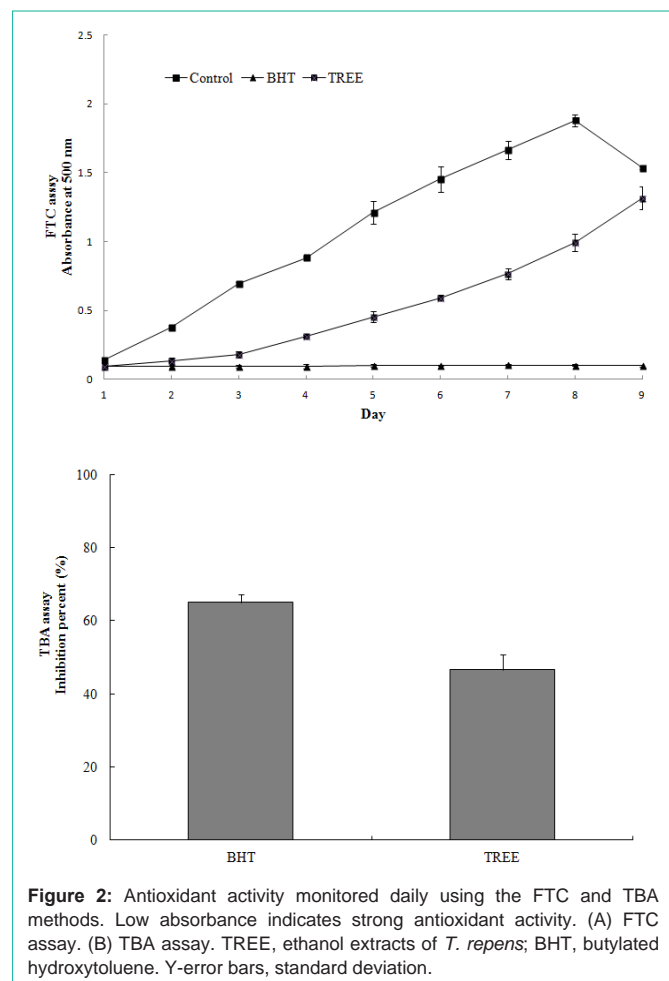 2.5
Control BHT TREE
2
1.5
1
0.5
0
FTC asssy
Absorbance at 500 nm
1 2 3 4 5 6 7 8 9
Day
100
80
60
40
20
0
TBA assay
Inhibition percent (%)
BHT TREE
Figure 2: Antioxidant activity monitored daily using the FTC and TBA
methods. Low absorbance indicates strong antioxidant activity. (A) FTC
assay. (B) TBA assay. TREE, ethanol extracts of T. repens; BHT, butylated
hydroxytoluene. Y-error bars, standard deviation.